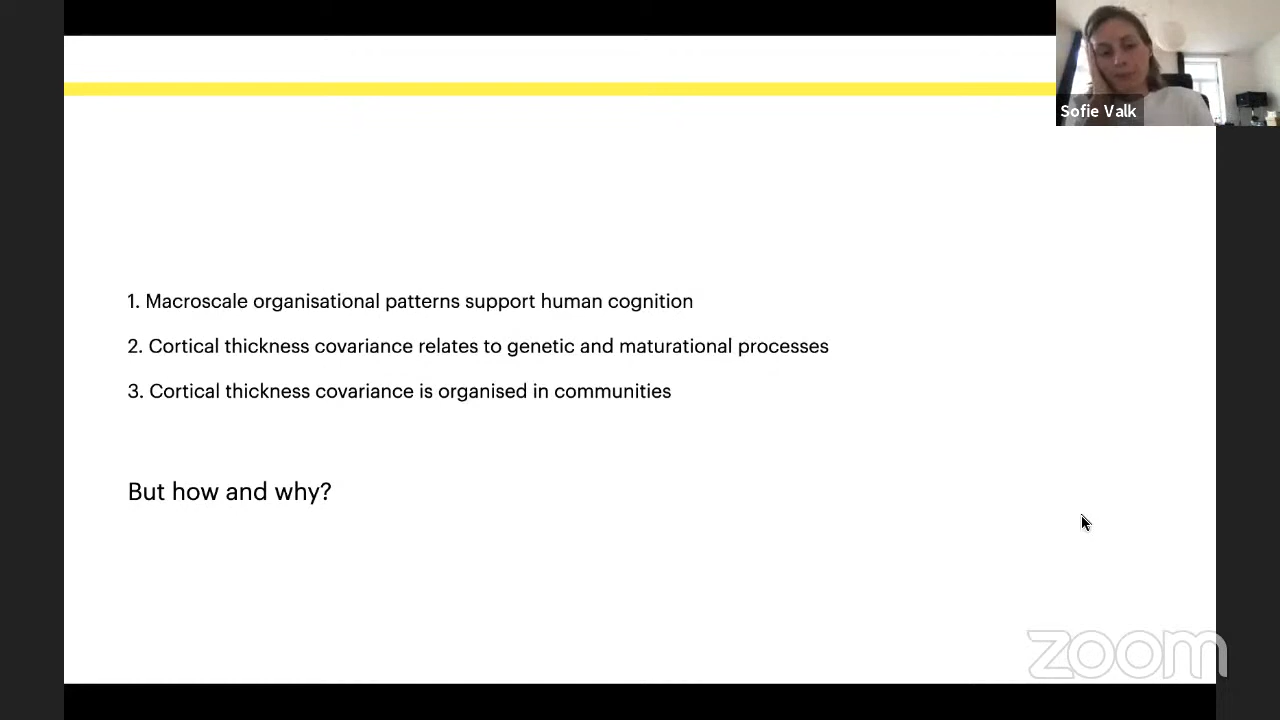 Sofie Valk
1. Macroscale organisational patterns support human cognition
2. Cortical thickness covariance relates to genetic and maturational processes
3. Cortical thickness covariance is organised in communities
But how and why?
zoom